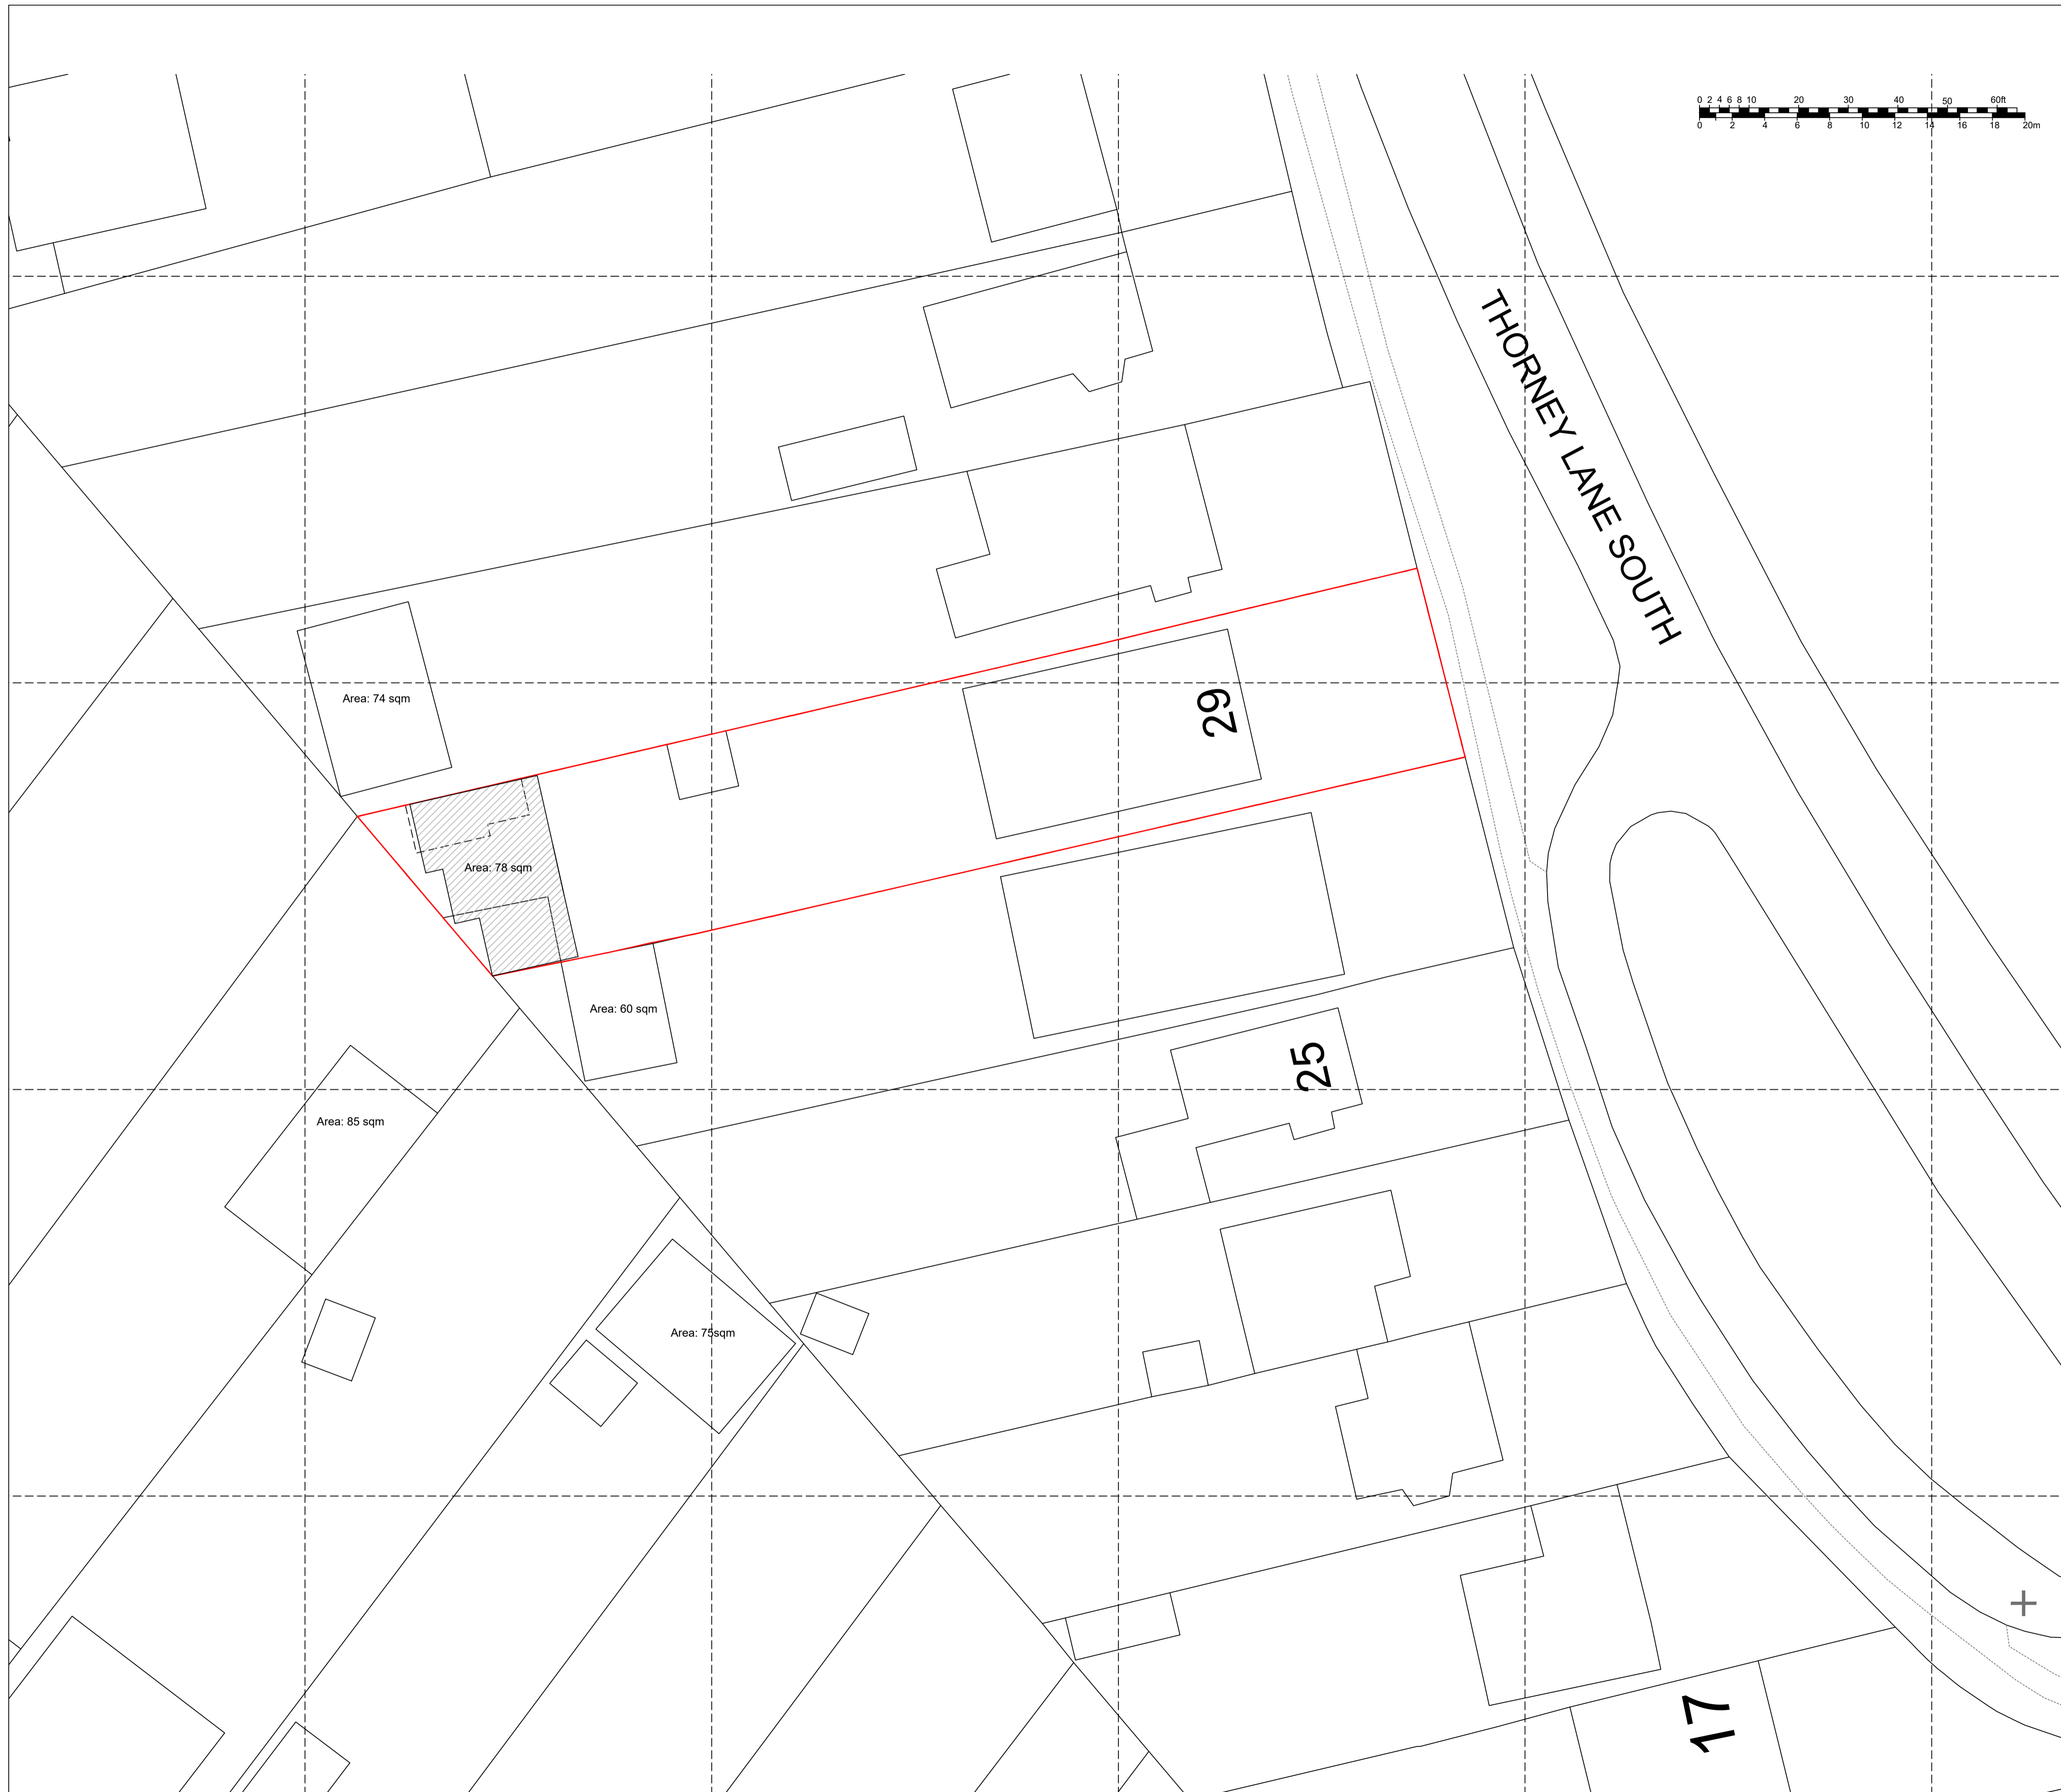 0 2 4 6 8 10 20 30 40 50 60ft
0 2 4 6 8 10 12 14 16 18 20m
THORNEY LANE SOUTH
29
Area: 74 sqm
Area: 78 sqm
Area: 60 sqm
25
Area: 85 sqm
Area: 75sqm
17